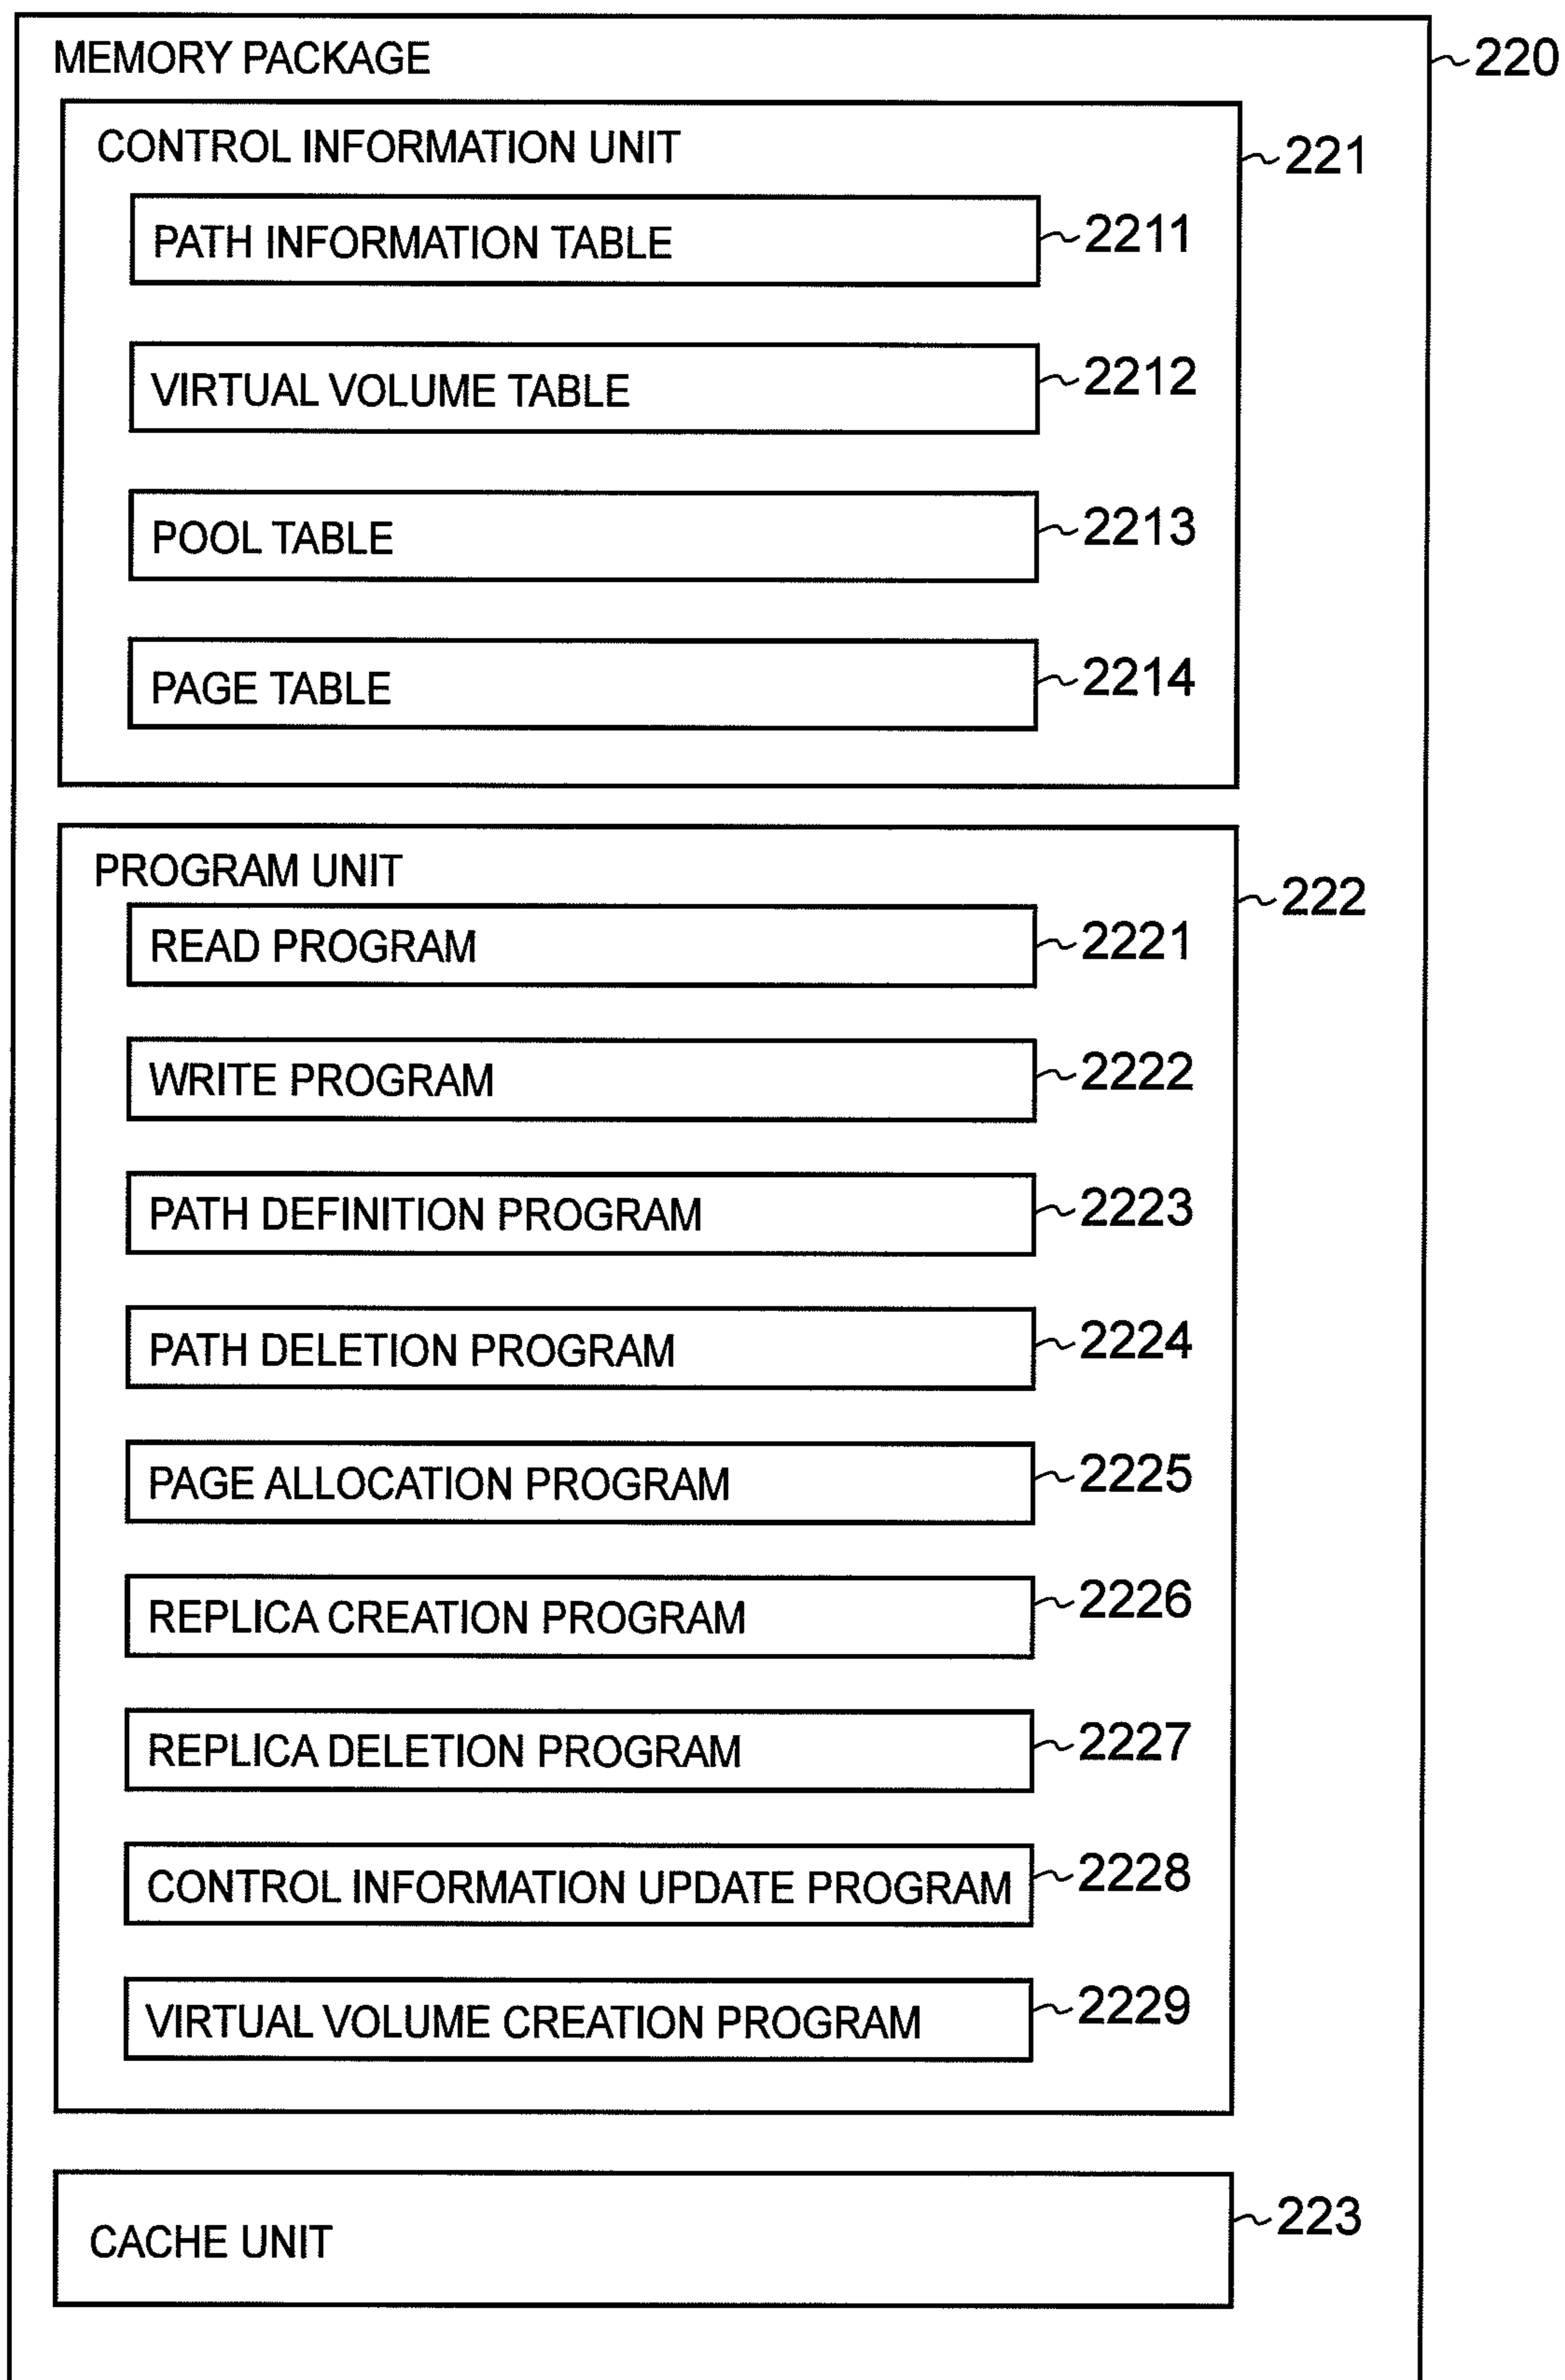 MEMORY PACKAGE
220
CONTROL INFORMATION UNIT
221
PATH INFORMATION TABLE
2211
VIRTUAL VOLUME TABLE
2212
POOL TABLE
2213
PAGE TABLE
2214
PROGRAM UNIT
222
READ PROGRAM
2221
WRITE PROGRAM
2222
PATH DEFINITION PROGRAM
2223
PATH DELETION PROGRAM
2224
PAGE ALLOCATION PROGRAM
2225
REPLICA CREATION PROGRAM
2226
REPLICA DELETION PROGRAM
2227
CONTROL INFORMATION UPDATE PROGRAM
2228
VIRTUAL VOLUME CREATION PROGRAM
2229
CACHE UNIT
223